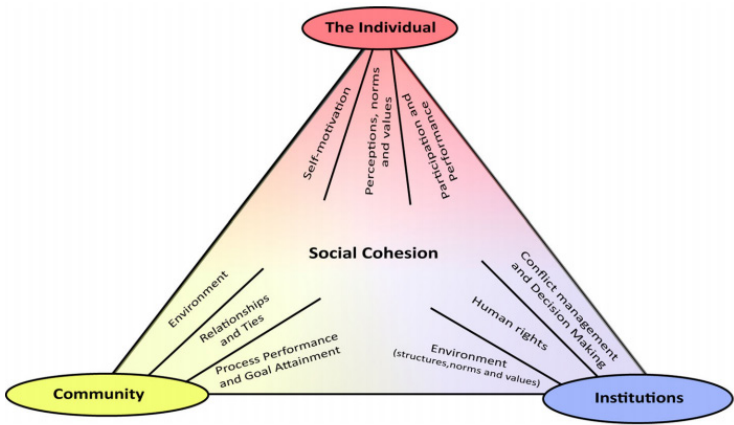 The Individual
Self-motivation
Perceptions, norms
and values
Participation and
Performance
Social Cohesion
Environment
Relationships
and Ties
Process Performance
and Goal Attainment
Conflict management
and Decision Making
Human rights
Environment
(structures,norms and values)
Community
Institutions